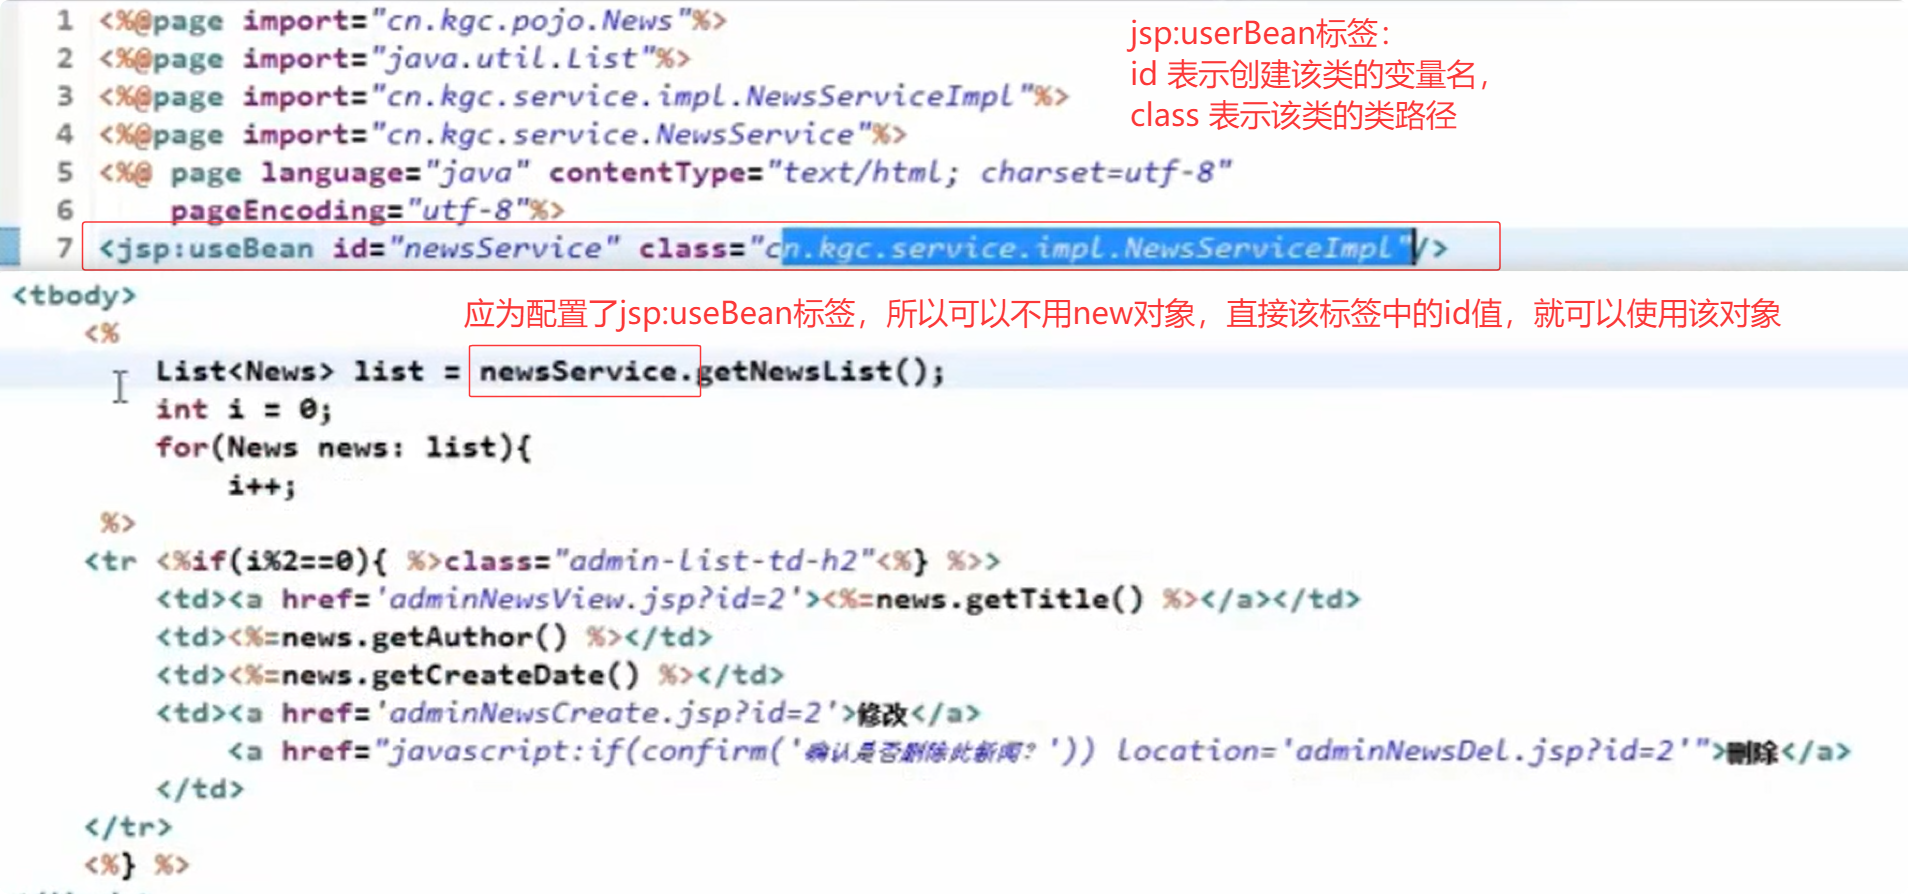 1 <%@page import="cn.kgc.pojo.News"%>
2 <%@page import="java.util.List"%>
3 <%@page import="cn.kgc.service.impl.NewsServiceImpl"%>
4 <%@page import="cn.kgc.service.NewsService"%>
5 <%@ page language="java" contentType="text/html; charset=utf-8"
6 pageEncoding="utf-8"%>
7 <jsp:useBean id="newsService" class="cn.kgc.service.impl.NewsServiceImpl"/>
jsp:userBean标签：
id 表示创建该类的变量名，
class 表示该类的类路径
<tbody>
应为配置了jsp:useBean标签，所以可以不用new对象，直接该标签中的id值，就可以使用该对象
<%
List<News> list = newsService.getNewsList();
int i = 0;
for(News news: list){
i++;
%>
<tr <%if(i%2==0){ %>class="admin-list-td-h2"<%} %>>
<td><a href='adminNewsView.jsp?id=2'><%=news.getTitle() %></a></td>
<td><%=news.getAuthor() %></td>
<td><%=news.getCreateDate() %></td>
<td><a href='adminNewsCreate.jsp?id=2'>修改</a>
<a href="javascript:if(confirm('确认是否删除此新闻？')) location='adminNewsDel.jsp?id=2'">删除</a>
</td>
</tr>
<%} %>